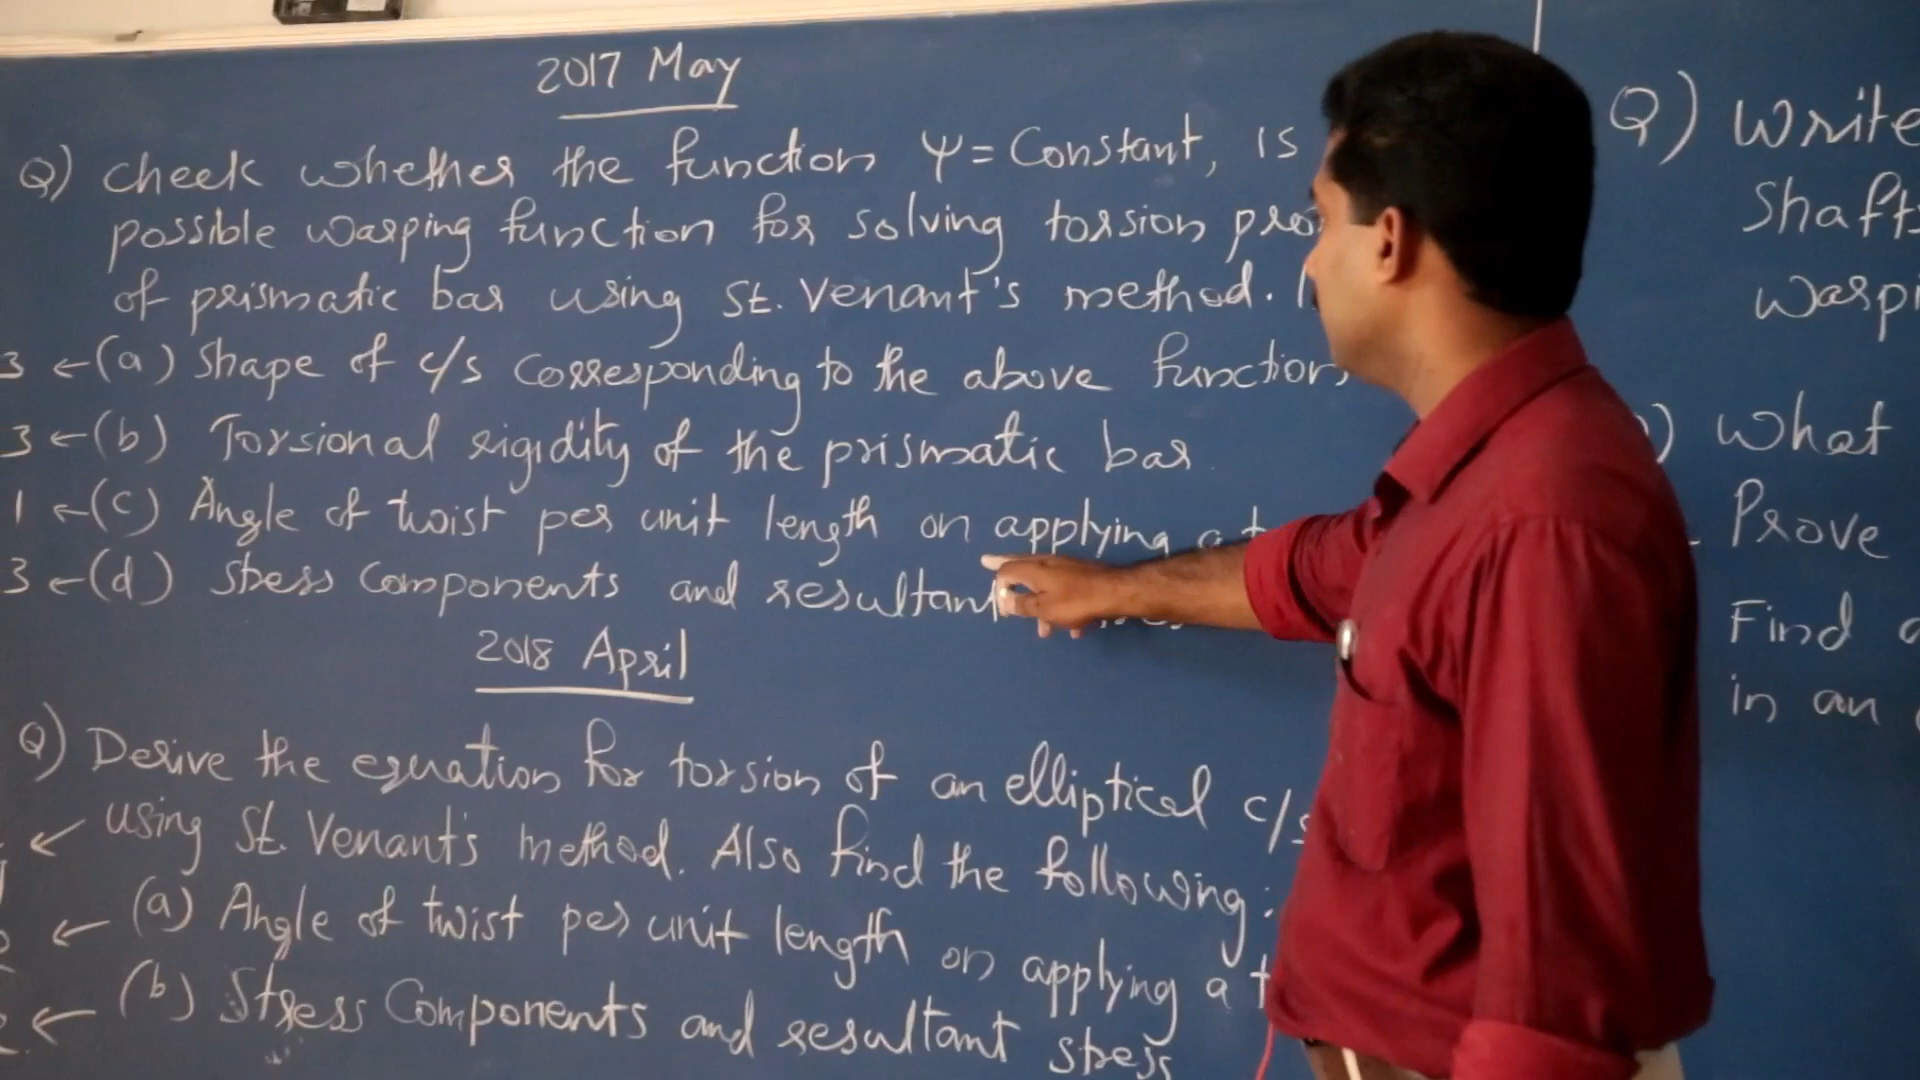 2017 May
Q) Check whether the function ψ = Constant, is
possible warping function for solving torsion
of prismatic bar using St. Venant's method.
3 ← (a) Shape of c/s corresponding to the above function
3 ← (b) Torsional rigidity of the prismatic bar.
1 ← (c) Angle of twist per unit length on applying a
3 ← (d) Stress Components and resultant
2018 April
Q) Derive the equation for torsion of an elliptical c/s
← using St. Venant's method. Also find the following:
← (a) Angle of twist per unit length on applying a
← (b) Stress Components and resultant stress
Q) Write
Shafts
What
Prove
Find
in an